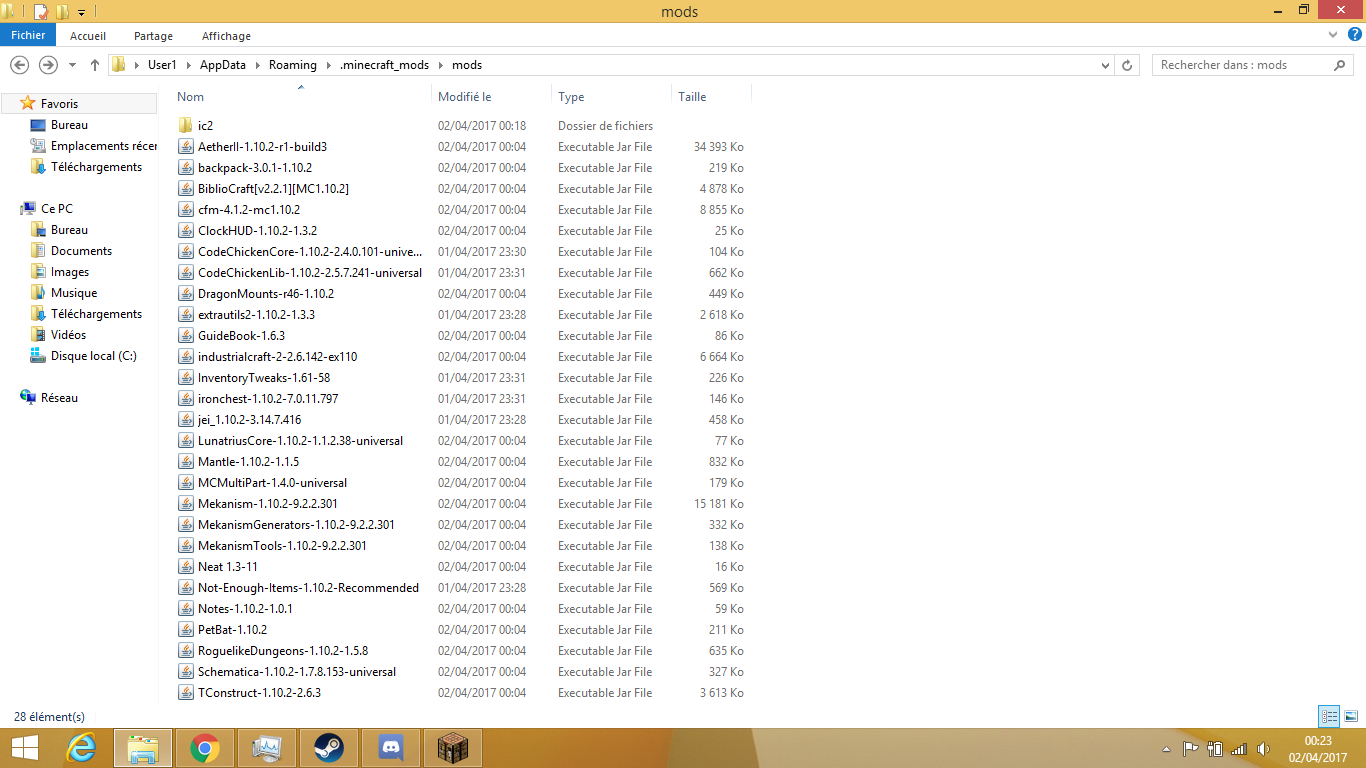 mods
Fichier Accueil Partage Affichage
User1 AppData Roaming .minecraft_mods mods Rechercher dans : mods
Nom Modifié le Type Taille
Favoris
Bureau
Emplacements récer
Téléchargements
Ce PC
Bureau
Documents
Images
Musique
Téléchargements
Vidéos
Disque local (C:)
Réseau
ic2 02/04/2017 00:18 Dossier de fichiers
AetherII-1.10.2-r1-build3 02/04/2017 00:04 Executable Jar File 34 393 Ko
backpack-3.0.1-1.10.2 02/04/2017 00:04 Executable Jar File 219 Ko
BiblioCraft[v2.2.1][MC1.10.2] 02/04/2017 00:04 Executable Jar File 4 878 Ko
cfm-4.1.2-mc1.10.2 02/04/2017 00:04 Executable Jar File 8 855 Ko
ClockHUD-1.10.2-1.3.2 02/04/2017 00:04 Executable Jar File 25 Ko
CodeChickenCore-1.10.2-2.4.0.101-unive... 01/04/2017 23:30 Executable Jar File 104 Ko
CodeChickenLib-1.10.2-2.5.7.241-universal 01/04/2017 23:31 Executable Jar File 662 Ko
DragonMounts-r46-1.10.2 02/04/2017 00:04 Executable Jar File 449 Ko
extrautils2-1.10.2-1.3.3 01/04/2017 23:28 Executable Jar File 2 618 Ko
GuideBook-1.6.3 02/04/2017 00:04 Executable Jar File 86 Ko
industrialcraft-2-2.6.142-ex110 02/04/2017 00:04 Executable Jar File 6 664 Ko
InventoryTweaks-1.61-58 01/04/2017 23:31 Executable Jar File 226 Ko
ironchest-1.10.2-7.0.11.797 01/04/2017 23:31 Executable Jar File 146 Ko
jei_1.10.2-3.14.7.416 01/04/2017 23:28 Executable Jar File 458 Ko
LunatriusCore-1.10.2-1.1.2.38-universal 02/04/2017 00:04 Executable Jar File 77 Ko
Mantle-1.10.2-1.1.5 02/04/2017 00:04 Executable Jar File 832 Ko
MCMultiPart-1.4.0-universal 02/04/2017 00:04 Executable Jar File 179 Ko
Mekanism-1.10.2-9.2.2.301 02/04/2017 00:04 Executable Jar File 15 181 Ko
MekanismGenerators-1.10.2-9.2.2.301 02/04/2017 00:04 Executable Jar File 332 Ko
MekanismTools-1.10.2-9.2.2.301 02/04/2017 00:04 Executable Jar File 138 Ko
Neat 1.3-11 02/04/2017 00:04 Executable Jar File 16 Ko
Not-Enough-Items-1.10.2-Recommended 01/04/2017 23:28 Executable Jar File 569 Ko
Notes-1.10.2-1.0.1 02/04/2017 00:04 Executable Jar File 59 Ko
PetBat-1.10.2 02/04/2017 00:04 Executable Jar File 211 Ko
RoguelikeDungeons-1.10.2-1.5.8 02/04/2017 00:04 Executable Jar File 635 Ko
Schematica-1.10.2-1.7.8.153-universal 02/04/2017 00:04 Executable Jar File 327 Ko
TConstruct-1.10.2-2.6.3 02/04/2017 00:04 Executable Jar File 3 613 Ko
28 élément(s)
00:23
02/04/2017